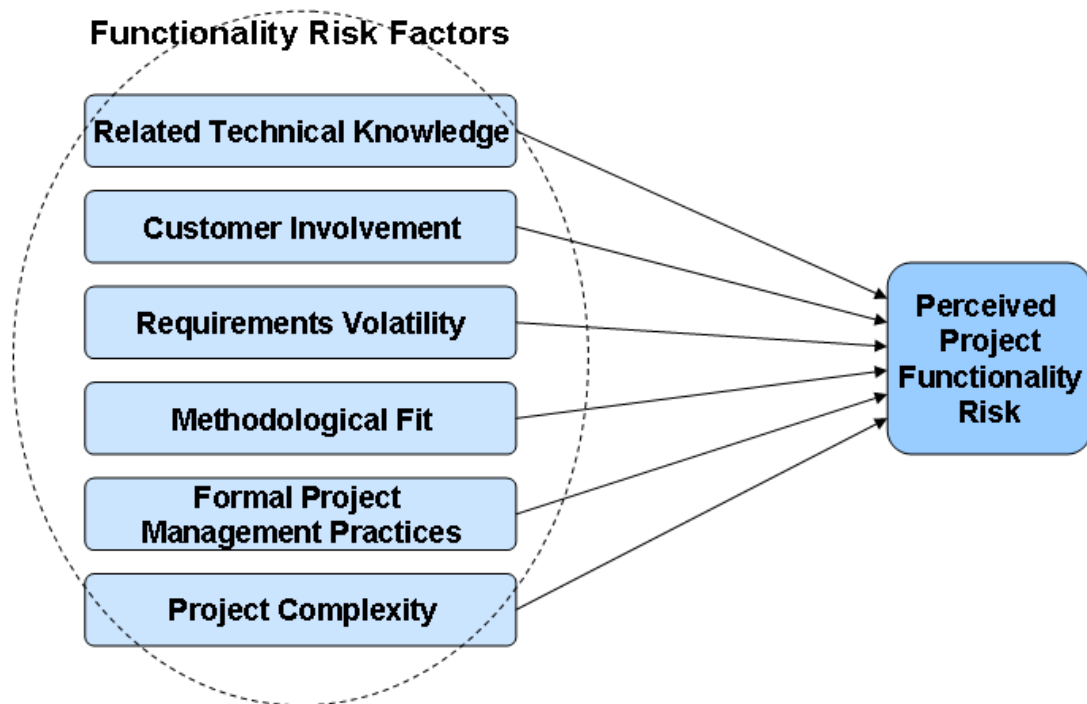 Functionality Risk Factors
Related Technical Knowledge
Customer Involvement
Requirements Volatility
Methodological Fit
Formal Project
Management Practices
Project Complexity
Perceived
Project
Functionality
Risk